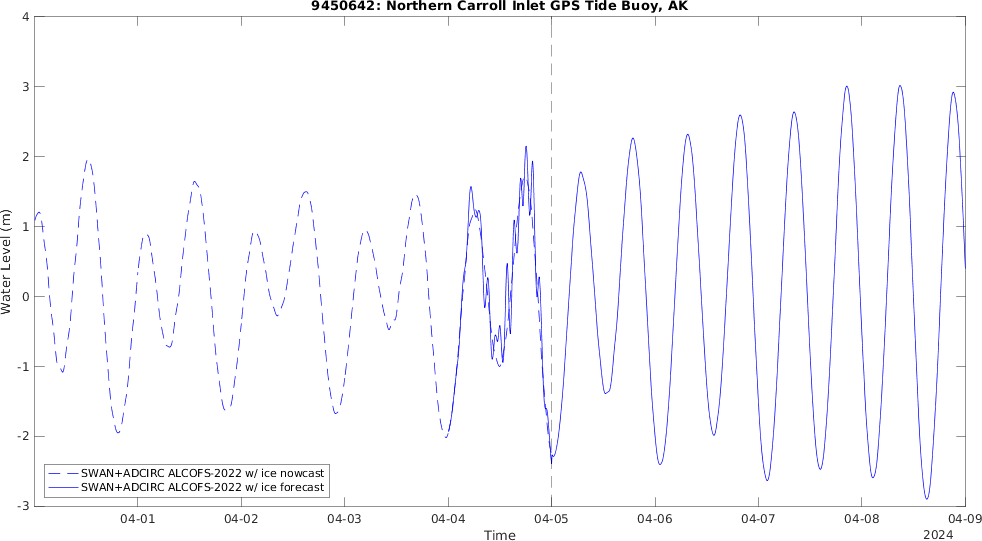 9450642: Northern Carroll Inlet GPS Tide Buoy, AK
4
3
2
1
0
-1
-2
-3
Water Level (m)
SWAN+ADCIRC ALCOFS-2022 w/ ice nowcast
SWAN+ADCIRC ALCOFS-2022 w/ ice forecast
04-01 04-02 04-03 04-04 04-05 04-06 04-07 04-08 04-09
Time
2024